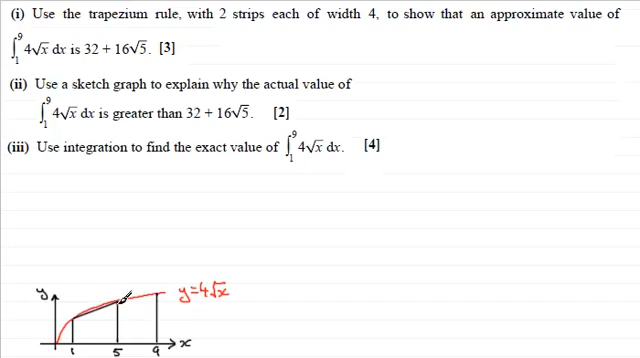 (i) Use the trapezium rule, with 2 strips each of width 4, to show that an approximate value of
∫₁⁹ 4√x dx is 32 + 16√5. [3]
(ii) Use a sketch graph to explain why the actual value of
∫₁⁹ 4√x dx is greater than 32 + 16√5. [2]
(iii) Use integration to find the exact value of ∫₁⁹ 4√x dx. [4]
y
y=4√x
x
1 5 9